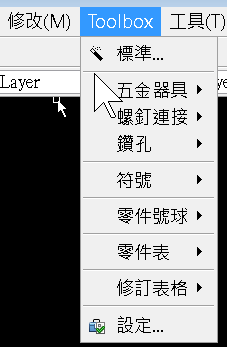 修改(M) Toolbox 工具(T)
標準...
Layer
五金器具
螺釘連接
鑽孔
符號
零件號球
零件表
修訂表格
設定...